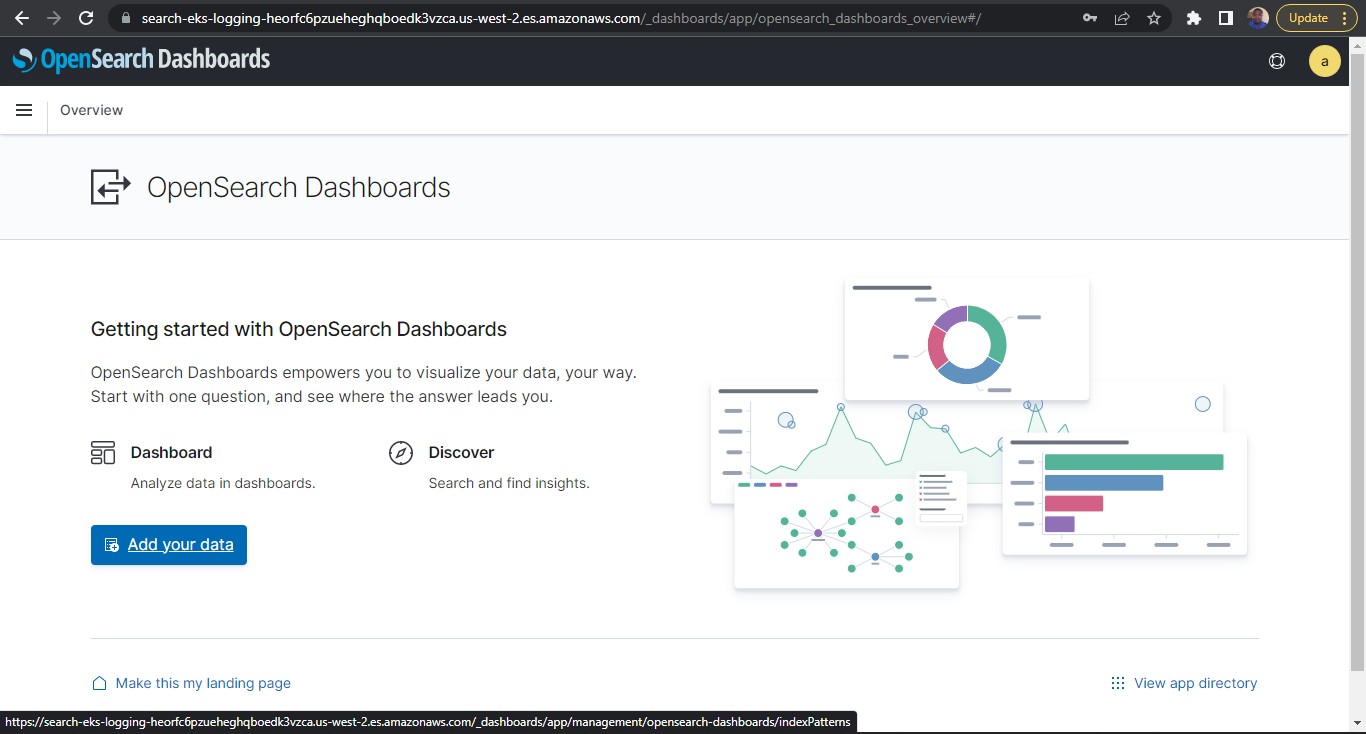 search-eks-logging-heorfc6pzueheghqboedk3vzca.us-west-2.es.amazonaws.com/_dashboards/app/opensearch_dashboards_overview#/
Update
OpenSearch Dashboards
a
Overview
OpenSearch Dashboards
Getting started with OpenSearch Dashboards
OpenSearch Dashboards empowers you to visualize your data, your way.
Start with one question, and see where the answer leads you.
Dashboard
Analyze data in dashboards.
Discover
Search and find insights.
Add your data
Make this my landing page
View app directory
https://search-eks-logging-heorfc6pzueheghqboedk3vzca.us-west-2.es.amazonaws.com/_dashboards/app/management/opensearch-dashboards/indexPatterns